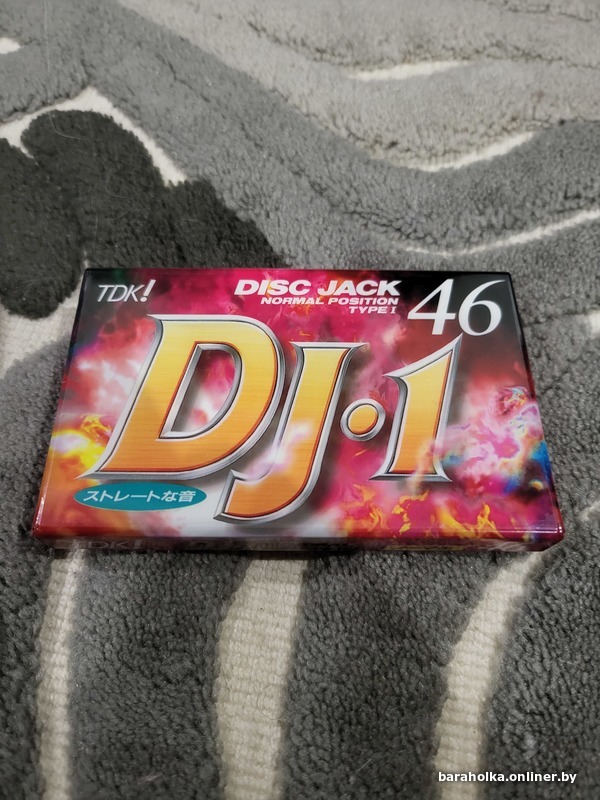 TDK!
DISC JACK
NORMAL POSITION
TYPE I
46
DJ·1
ストレートな音
baraholka.onliner.by